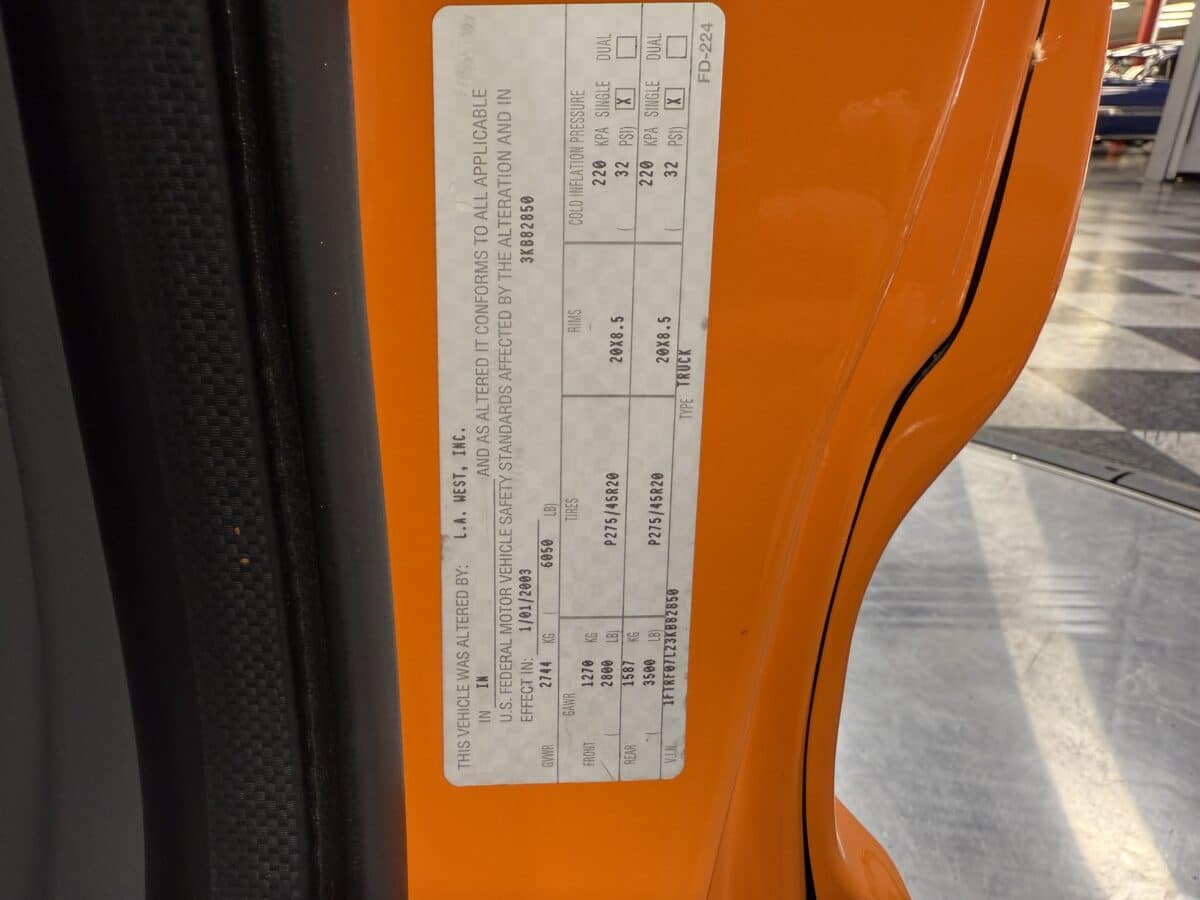 THIS VEHICLE WAS ALTERED BY: L.A. WEST, INC.
IN IN AND AS ALTERED IT CONFORMS TO ALL APPLICABLE
U.S. FEDERAL MOTOR VEHICLE SAFETY STANDARDS AFFECTED BY THE ALTERATION AND IN
EFFECT IN: 1/01/2003 3KB82850
GVWR 2744 KG ( 6050 LB)
GAWR TIRES RIMS COLD INFLATION PRESSURE
FRONT 1270 KG 220 KPA SINGLE DUAL
( 2800 LB) P275/45R20 20X8.5 ( 32 PSI) X
REAR 1587 KG 220 KPA SINGLE DUAL
( 3500 LB) P275/45R20 20X8.5 ( 32 PSI) X
V.I.N. 1FTRF07L23KB82850 TYPE TRUCK
FD-224